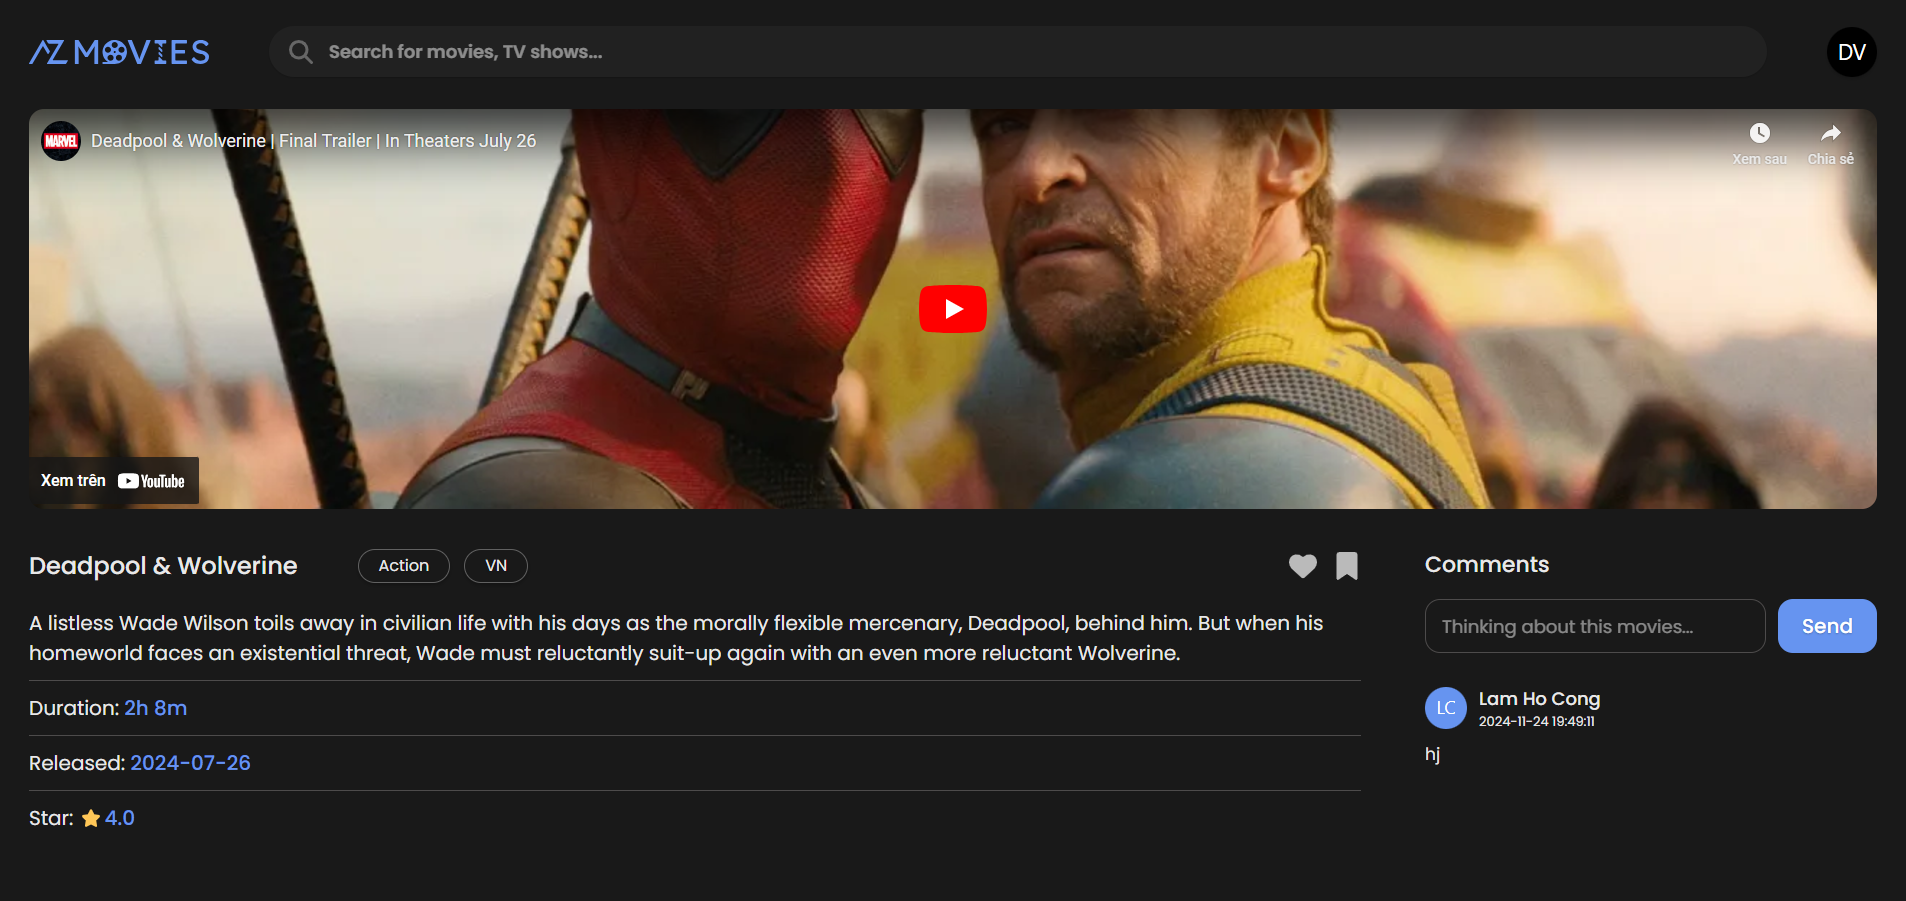 AZ MOVIES
Search for movies, TV shows...
DV
MARVEL
Deadpool & Wolverine | Final Trailer | In Theaters July 26
Xem sau
Chia sẻ
Xem trên YouTube
Deadpool & Wolverine
Action
VN
A listless Wade Wilson toils away in civilian life with his days as the morally flexible mercenary, Deadpool, behind him. But when his
homeworld faces an existential threat, Wade must reluctantly suit-up again with an even more reluctant Wolverine.
Duration: 2h 8m
Released: 2024-07-26
Star: 4.0
Comments
Thinking about this movies...
Send
LC
Lam Ho Cong
2024-11-24 19:49:11
hj